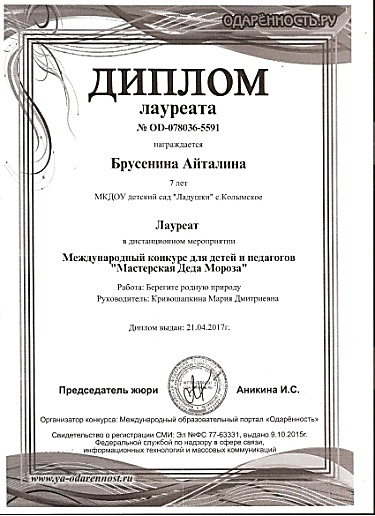 ОДАРЁННОСТЬ.РУ
ДИПЛОМ
лауреата
№ OD-078036-5591
награждается
Брусенина Айталина
7 лет
МКДОУ детский сад "Ладушки" с.Колымское
Лауреат
в дистанционном мероприятии
Международный конкурс для детей и педагогов
"Мастерская Деда Мороза"
Работа: Берегите родную природу
Руководитель: Кривошапкина Мария Дмитриевна
Диплом выдан: 21.04.2017г.
Председатель жюри Аникина И.С.
Организатор конкурса: Международный образовательный портал «Одарённость»
Свидетельство о регистрации СМИ: Эл №ФС 77-63331, выдано 9.10.2015г.
Федеральной службой по надзору в сфере связи,
информационных технологий и массовых коммуникаций
www.ya-odarennost.ru